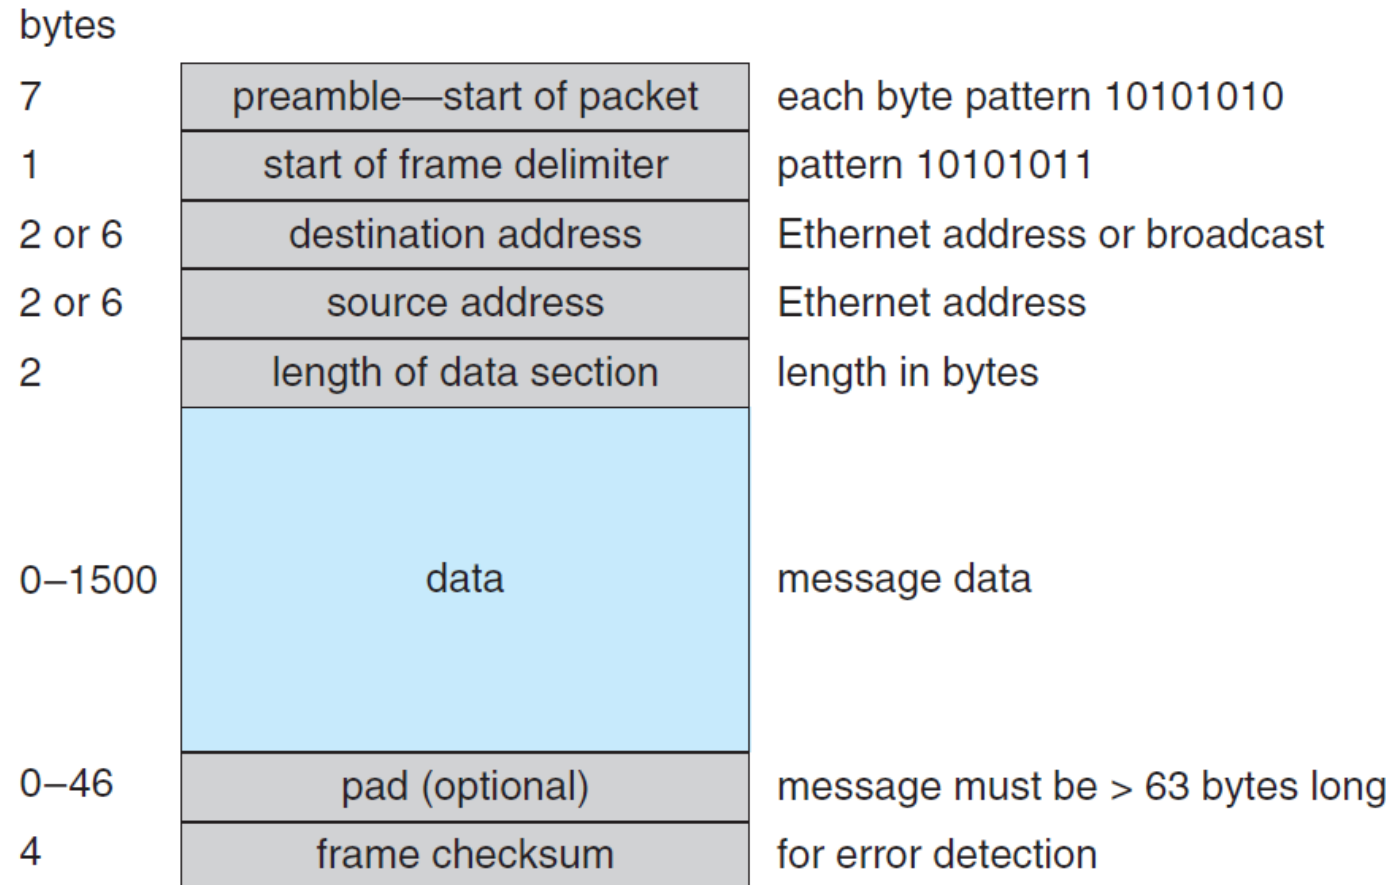 bytes
7 preamble—start of packet each byte pattern 10101010
1 start of frame delimiter pattern 10101011
2 or 6 destination address Ethernet address or broadcast
2 or 6 source address Ethernet address
2 length of data section length in bytes
0–1500 data message data
0–46 pad (optional) message must be > 63 bytes long
4 frame checksum for error detection